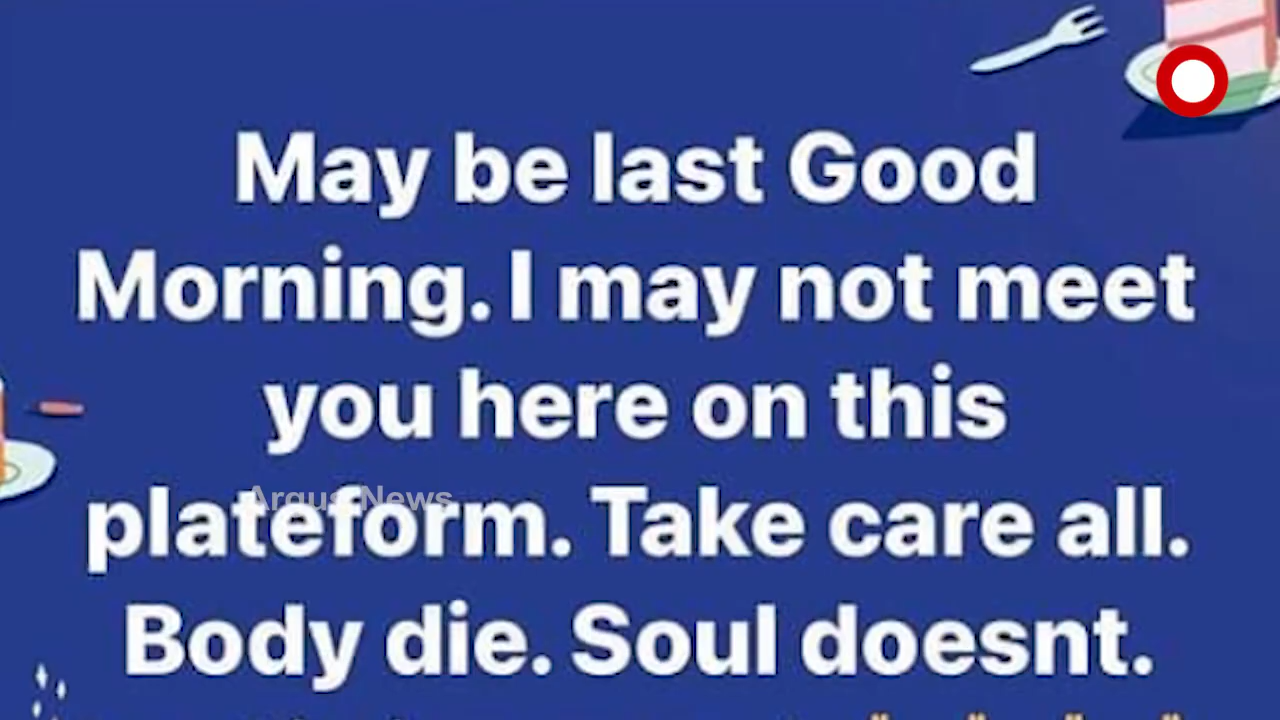 May be last Good
Morning. I may not meet
you here on this
plateform. Take care all.
Argus News
Body die. Soul doesnt.